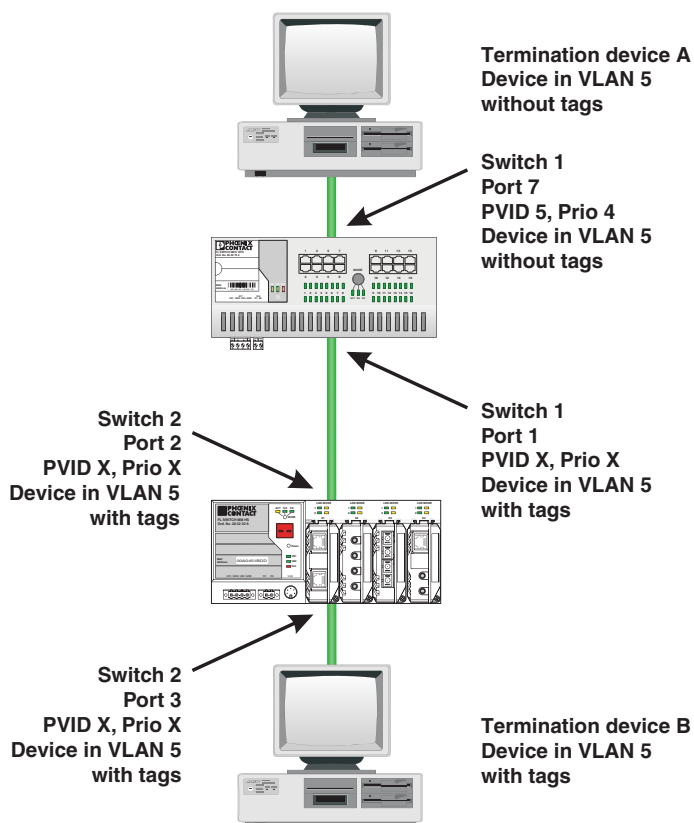 Termination device A
Device in VLAN 5
without tags
Switch 1
Port 7
PVID 5, Prio 4
Device in VLAN 5
without tags
PHŒNIX
CONTACT
Switch 1
Port 1
PVID X, Prio X
Device in VLAN 5
with tags
Switch 2
Port 2
PVID X, Prio X
Device in VLAN 5
with tags
PHŒNIX
CONTACT
Switch 2
Port 3
PVID X, Prio X
Device in VLAN 5
with tags
Termination device B
Device in VLAN 5
with tags